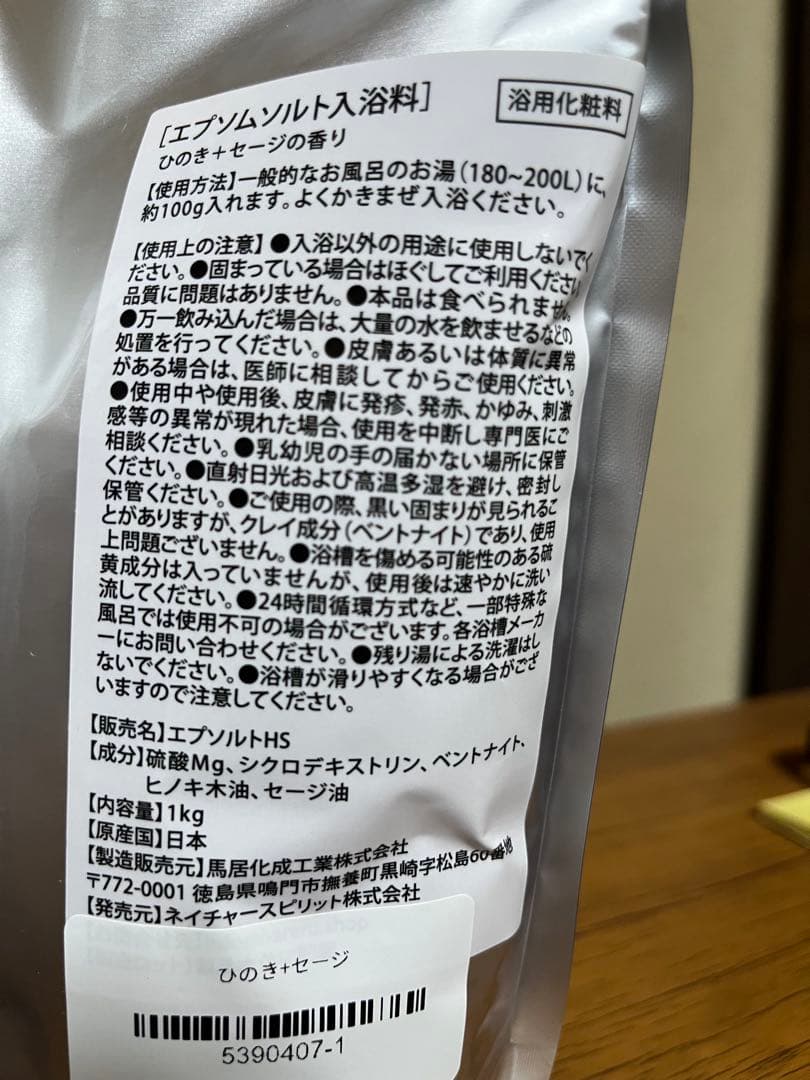 [エプソムソルト入浴料]
浴用化粧料
ひのき+セージの香り
【使用方法】一般的なお風呂のお湯(180~200L)に、
約100g入れます。よくかきまぜ入浴ください。
【使用上の注意】●入浴以外の用途に使用しないでく
ださい。●固まっている場合はほぐしてご利用ください。
品質に問題はありません。●本品は食べられません。
●万一飲み込んだ場合は、大量の水を飲ませるなどの
処置を行ってください。●皮膚あるいは体質に異常
がある場合は、医師に相談してからご使用ください。
●使用中や使用後、皮膚に発疹、発赤、かゆみ、刺激
感等の異常が現れた場合、使用を中断し専門医にご
相談ください。●乳幼児の手の届かない場所に保管
ください。●直射日光および高温多湿を避け、密封し
保管ください。●ご使用の際、黒い固まりが見られるこ
とがありますが、クレイ成分(ベントナイト)であり、使用
上問題ございません。●浴槽を傷める可能性のある硫
黄成分は入っていませんが、使用後は速やかに洗い
流してください。●24時間循環方式など、一部特殊な
風呂では使用不可の場合がございます。各浴槽メーカ
ーにお問い合わせください。●残り湯による洗濯はし
ないでください。●浴槽が滑りやすくなる場合がござ
いますので注意してください。
【販売名】エプソルトHS
【成分】硫酸Mg、シクロデキストリン、ベントナイト、
ヒノキ木油、セージ油
【内容量】1kg
【原産国】日本
【製造販売元】馬居化成工業株式会社
〒772-0001 徳島県鳴門市撫養町黒崎字松島60番地
【発売元】ネイチャースピリット株式会社
ひのき+セージ
5390407-1